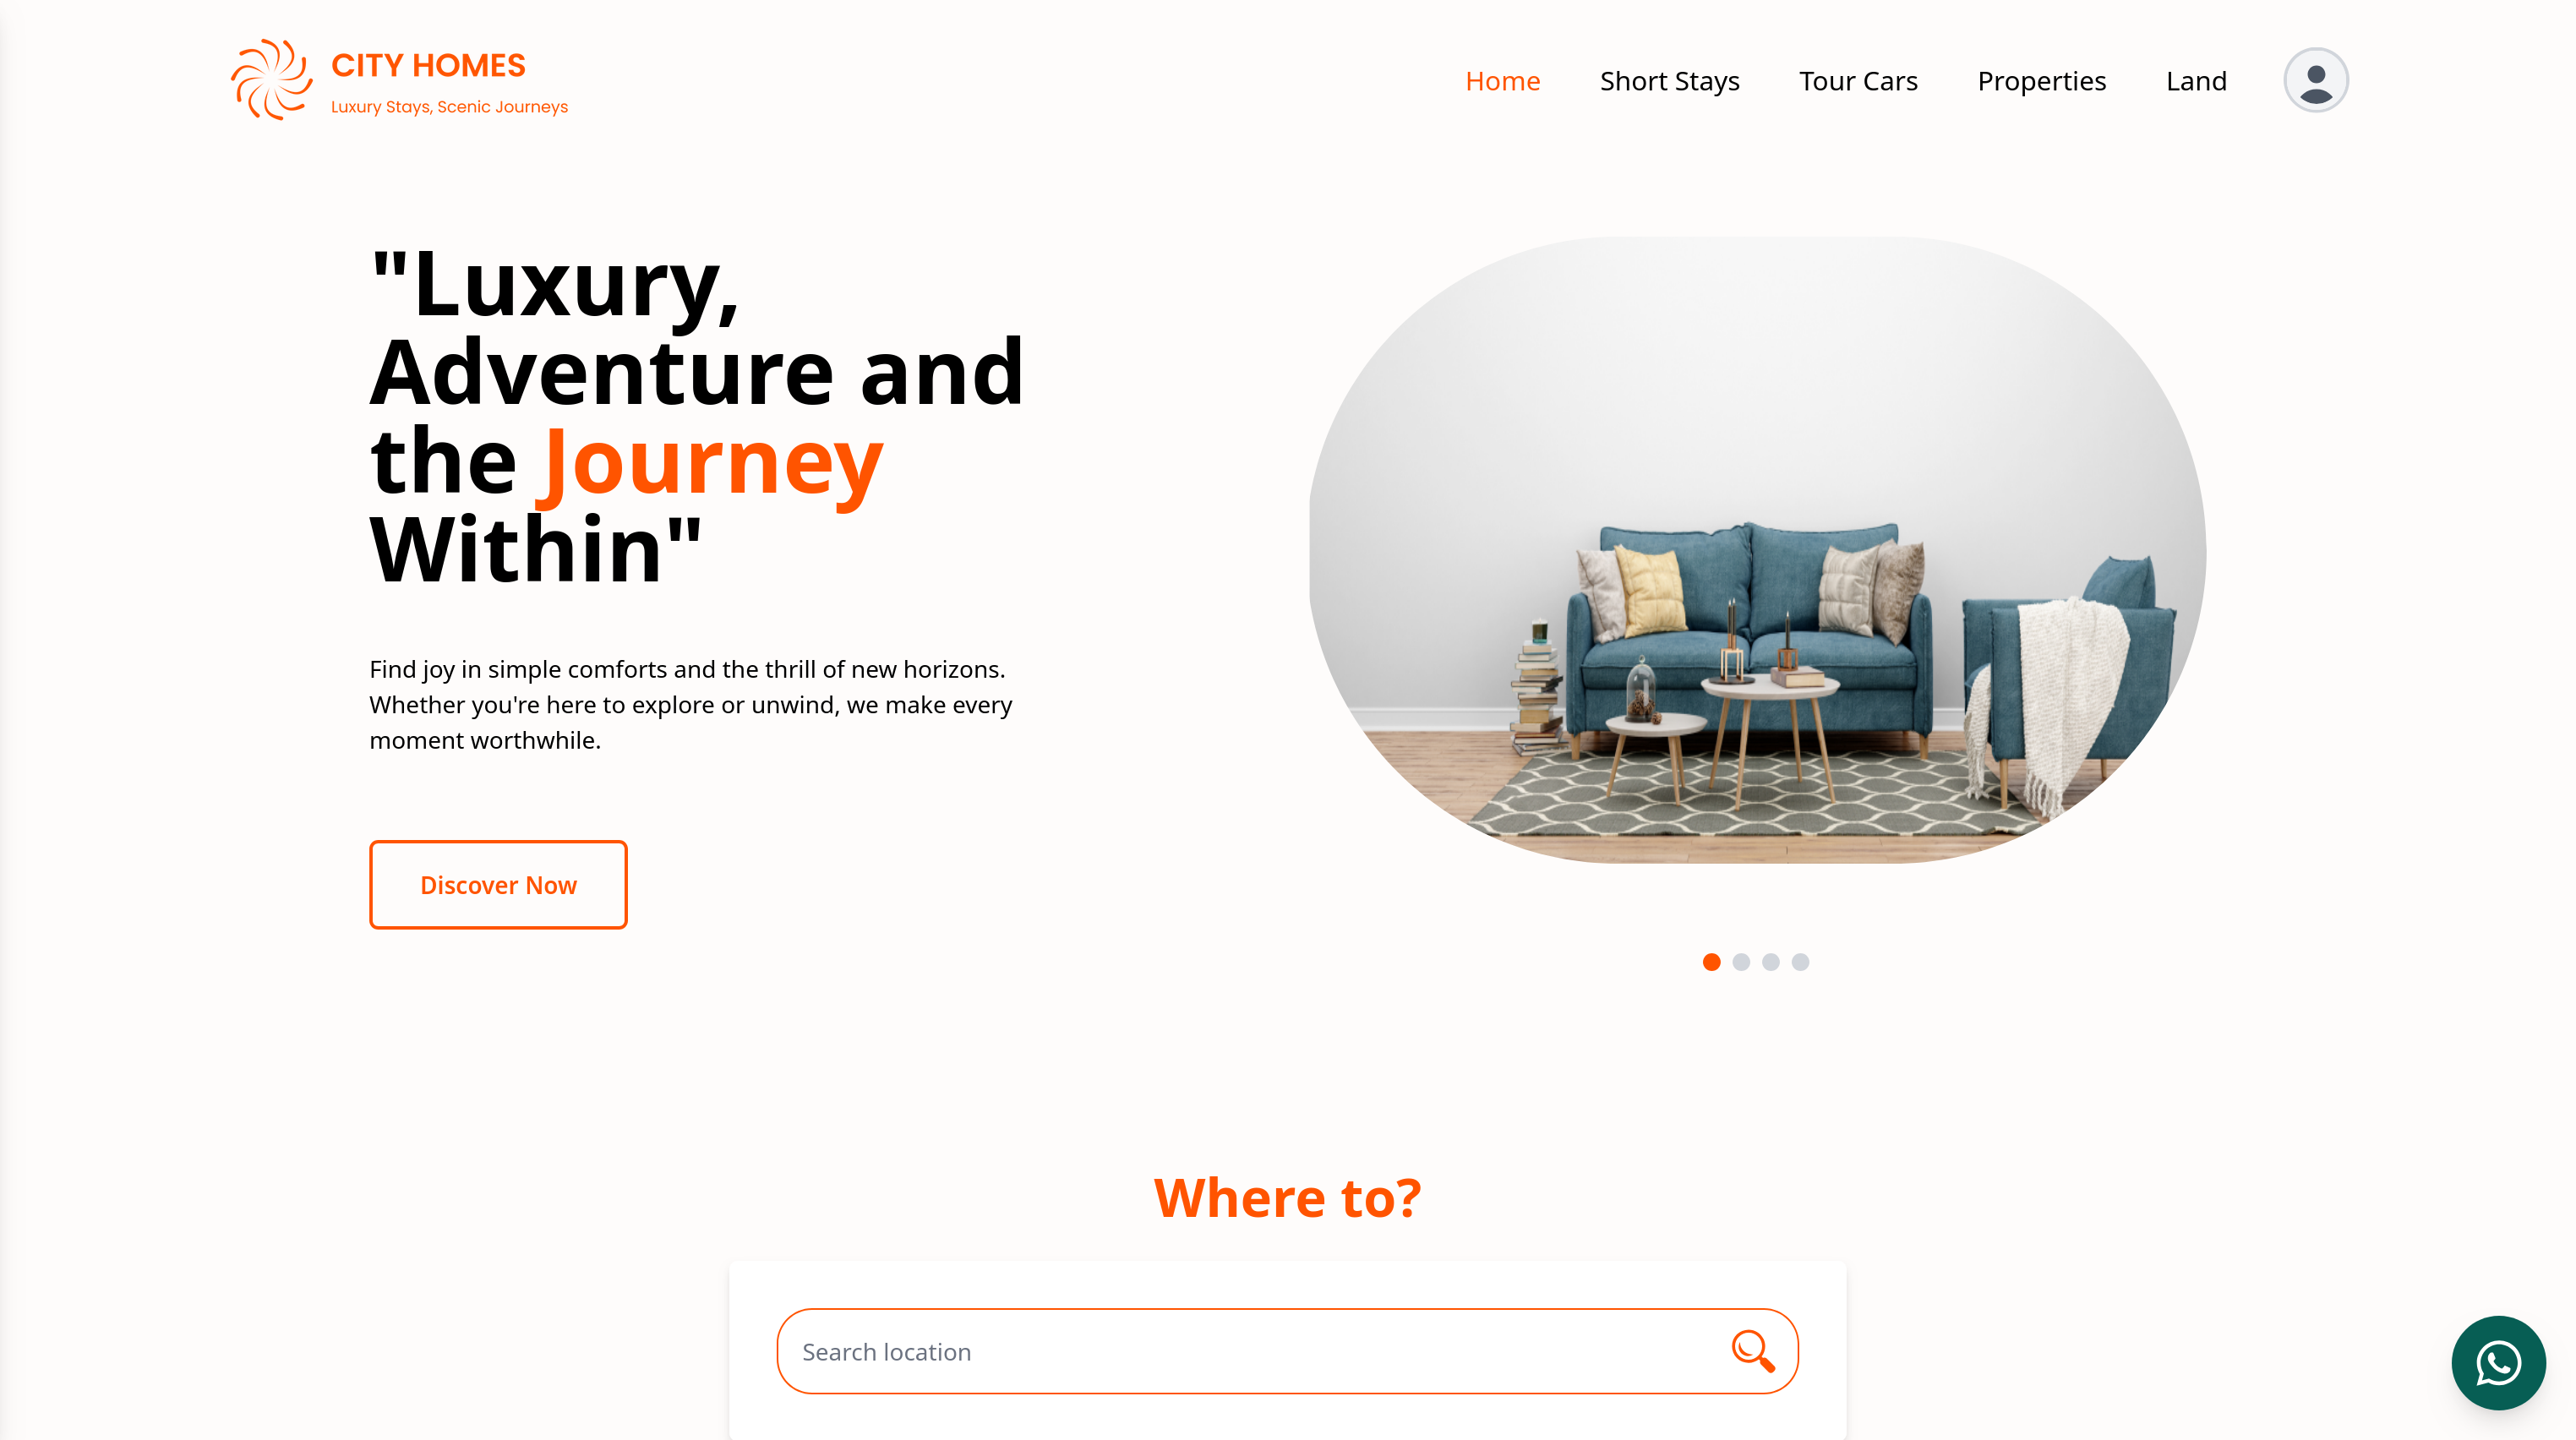 CITY HOMES
Luxury Stays, Scenic Journeys
Home
Short Stays
Tour Cars
Properties
Land
"Luxury,
Adventure and
the Journey
Within"
Find joy in simple comforts and the thrill of new horizons.
Whether you're here to explore or unwind, we make every
moment worthwhile.
Discover Now
Where to?
Search location